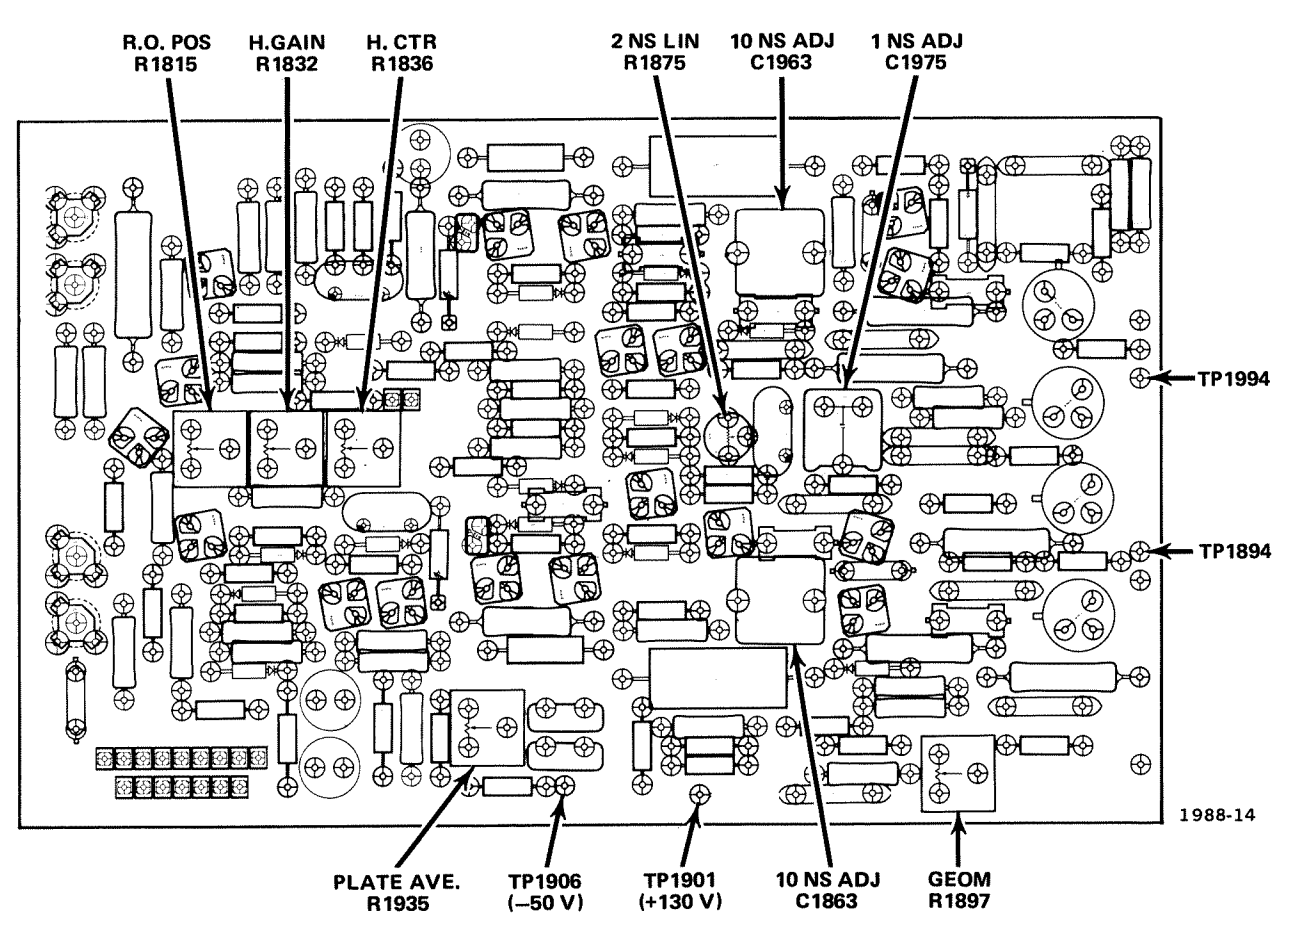 R.O. POS
R1815
H.GAIN
R1832
H. CTR
R1836
2 NS LIN
R1875
10 NS ADJ
C1963
1 NS ADJ
C1975
TP1994
TP1894
1988-14
PLATE AVE.
R1935
TP1906
(−50 V)
TP1901
(+130 V)
10 NS ADJ
C1863
GEOM
R1897